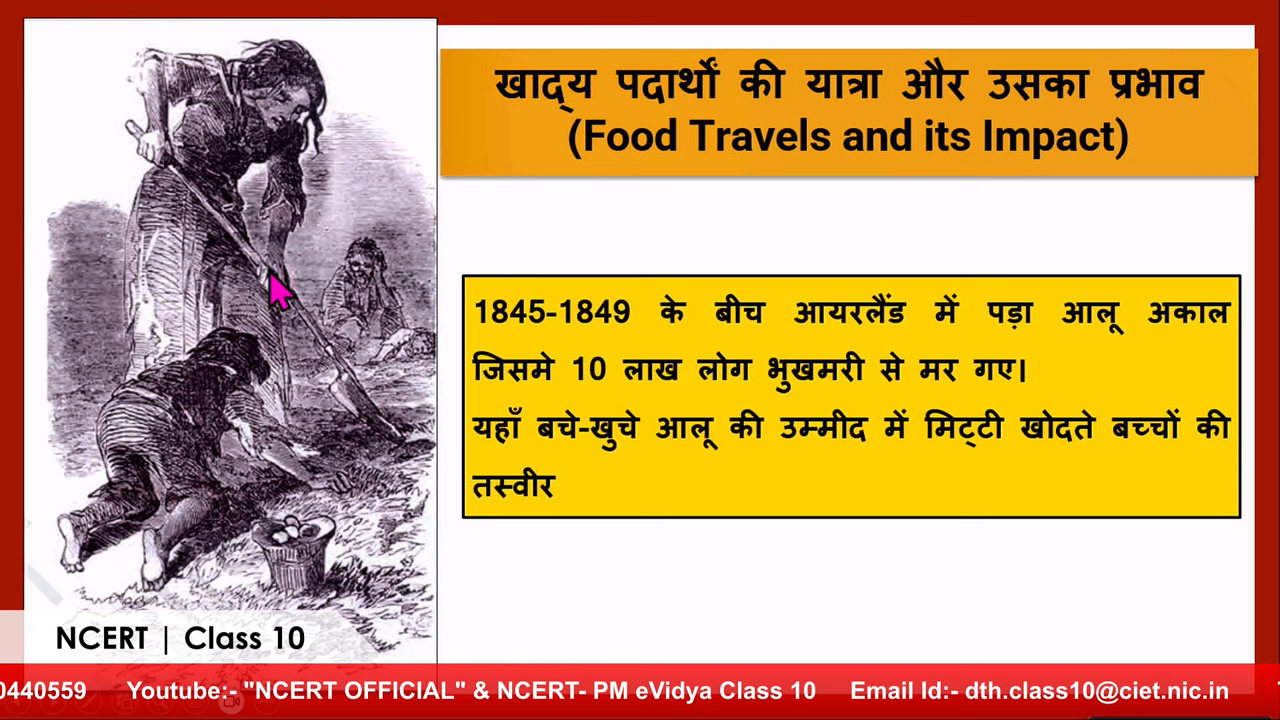 खाद्य पदार्थों की यात्रा और उसका प्रभाव
(Food Travels and its Impact)
1845-1849 के बीच आयरलैंड में पड़ा आलू अकाल
जिसमे 10 लाख लोग भुखमरी से मर गए।
यहाँ बचे-खुचे आलू की उम्मीद में मिट्टी खोदते बच्चों की
तस्वीर
NCERT | Class 10
0440559 Youtube:- "NCERT OFFICIAL" & NCERT- PM eVidya Class 10 Email Id:- dth.class10@ciet.nic.in